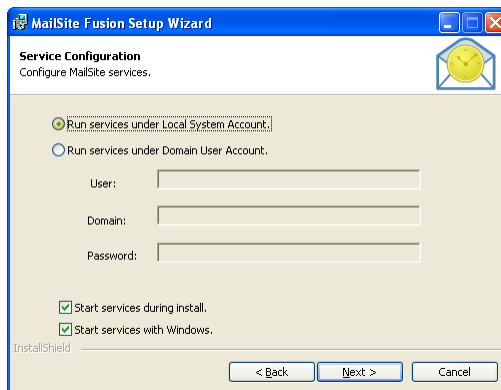 MailSite Fusion Setup Wizard
Service Configuration
Configure MailSite services.
Run services under Local System Account.
Run services under Domain User Account.
User:
Domain:
Password:
Start services during install.
Start services with Windows.
InstallShield
< Back Next > Cancel